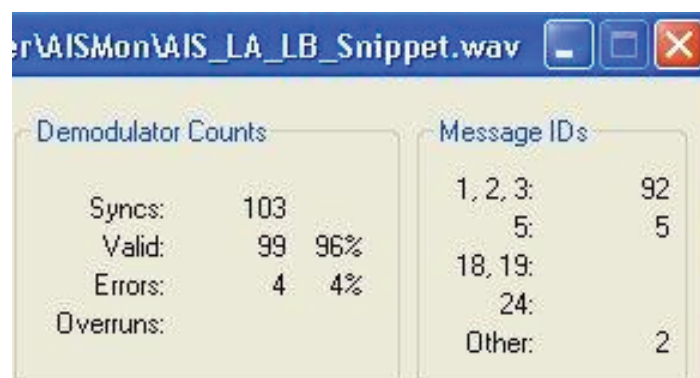 er\AISMon\AIS_LA_LB_Snippet.wav
Demodulator Counts
Syncs: 103
Valid: 99 96%
Errors: 4 4%
Overruns:
Message IDs
1, 2, 3: 92
5: 5
18, 19:
24:
Other: 2